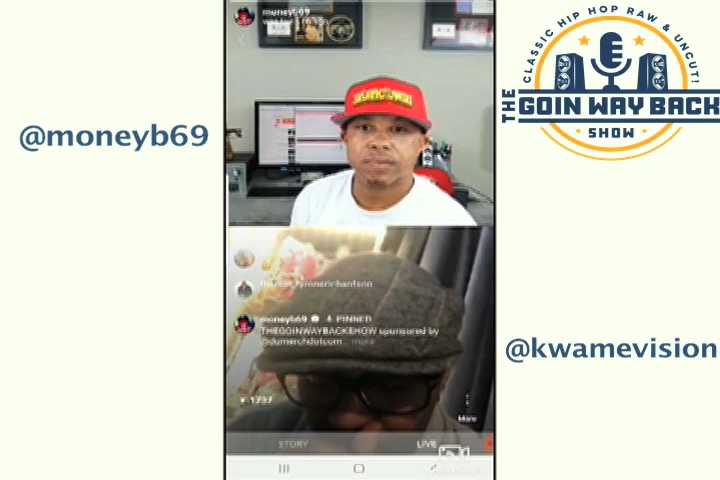 moneyb69
@moneyb69
CLASSIC HIP HOP RAW & UNCUT!
THE
GOIN WAY BACK
SHOW
moneyb69 PINNED
THEGOINWAYBACKSHOW sponsored by
more
1737
@kwamevision
More
STORY
LIVE